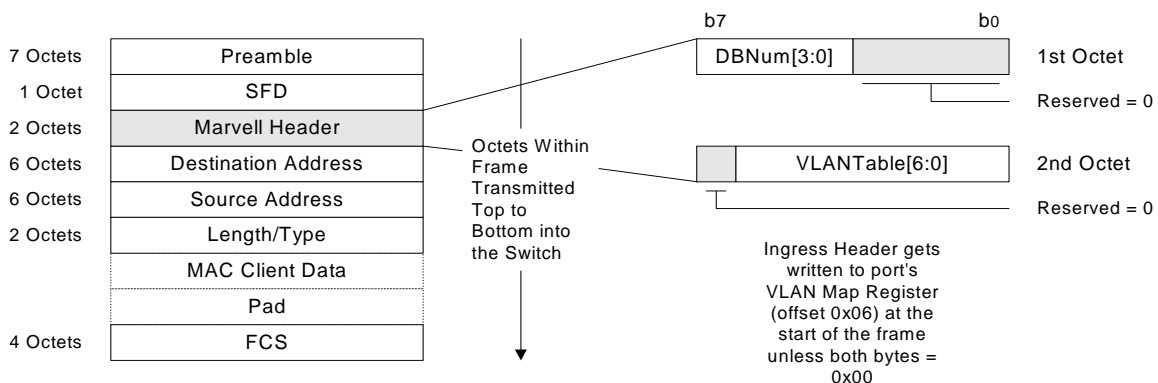 7 Octets
Preamble
1 Octet
SFD
2 Octets
Marvell Header
6 Octets
Destination Address
6 Octets
Source Address
2 Octets
Length/Type
MAC Client Data
Pad
4 Octets
FCS
Octets Within
Frame
Transmitted
Top to
Bottom into
the Switch
b7
b0
DBNum[3:0]
1st Octet
Reserved = 0
VLANTable[6:0]
2nd Octet
Reserved = 0
Ingress Header gets
written to port's
VLAN Map Register
(offset 0x06) at the
start of the frame
unless both bytes =
0x00